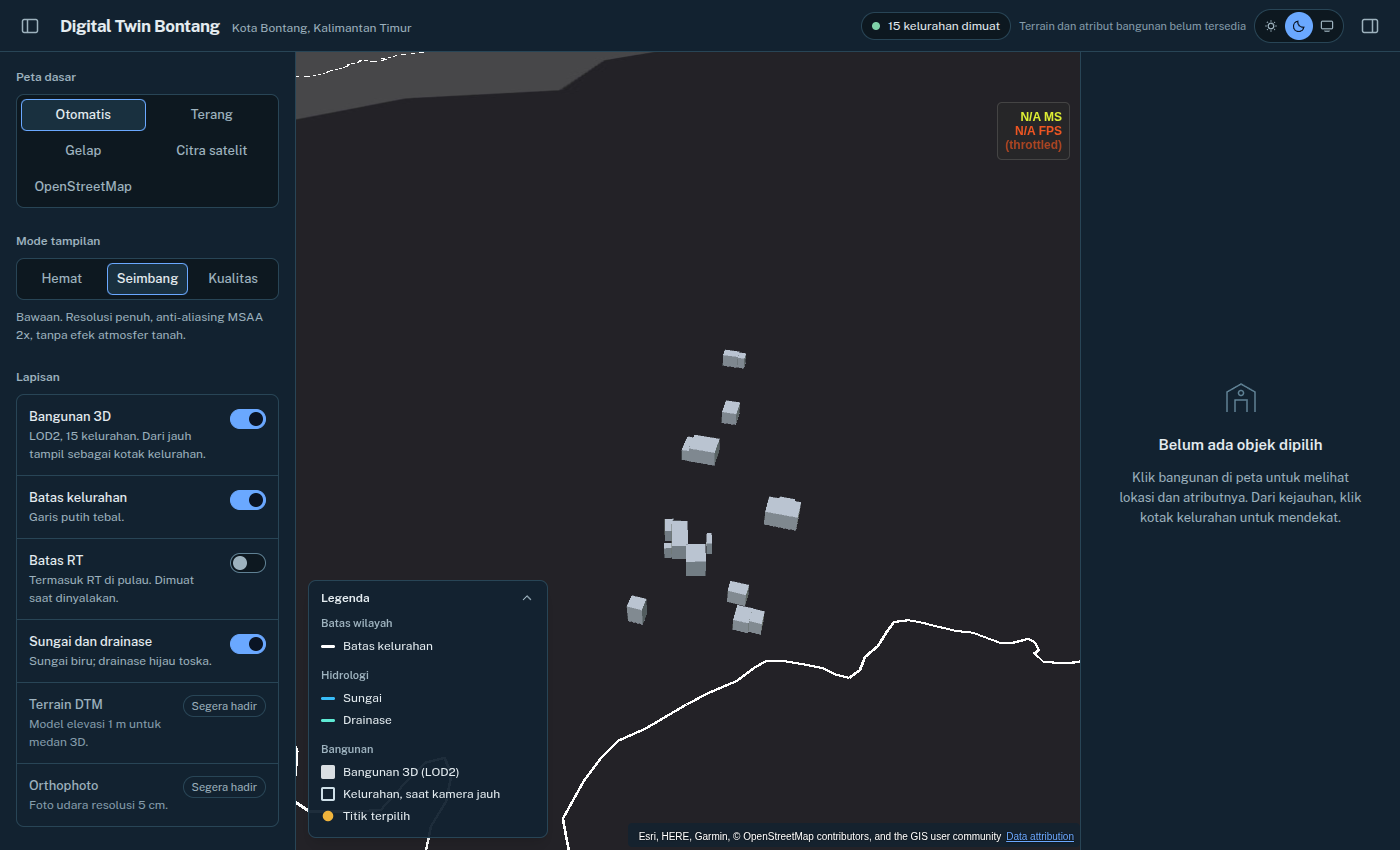 Digital Twin Bontang
Kota Bontang, Kalimantan Timur
15 kelurahan dimuat
Terrain dan atribut bangunan belum tersedia
Peta dasar
Otomatis
Terang
Gelap
Citra satelit
OpenStreetMap
Mode tampilan
Hemat
Seimbang
Kualitas
Bawaan. Resolusi penuh, anti-aliasing MSAA
2x, tanpa efek atmosfer tanah.
Lapisan
Bangunan 3D
LOD2, 15 kelurahan. Dari jauh
tampil sebagai kotak kelurahan.
Batas kelurahan
Garis putih tebal.
Batas RT
Termasuk RT di pulau. Dimuat
saat dinyalakan.
Sungai dan drainase
Sungai biru; drainase hijau toska.
Terrain DTM
Segera hadir
Model elevasi 1 m untuk
medan 3D.
Orthophoto
Segera hadir
Foto udara resolusi 5 cm.
N/A MS
N/A FPS
(throttled)
Legenda
Batas wilayah
Batas kelurahan
Hidrologi
Sungai
Drainase
Bangunan
Bangunan 3D (LOD2)
Kelurahan, saat kamera jauh
Titik terpilih
Esri, HERE, Garmin, © OpenStreetMap contributors, and the GIS user community Data attribution
Belum ada objek dipilih
Klik bangunan di peta untuk melihat
lokasi dan atributnya. Dari kejauhan, klik
kotak kelurahan untuk mendekat.